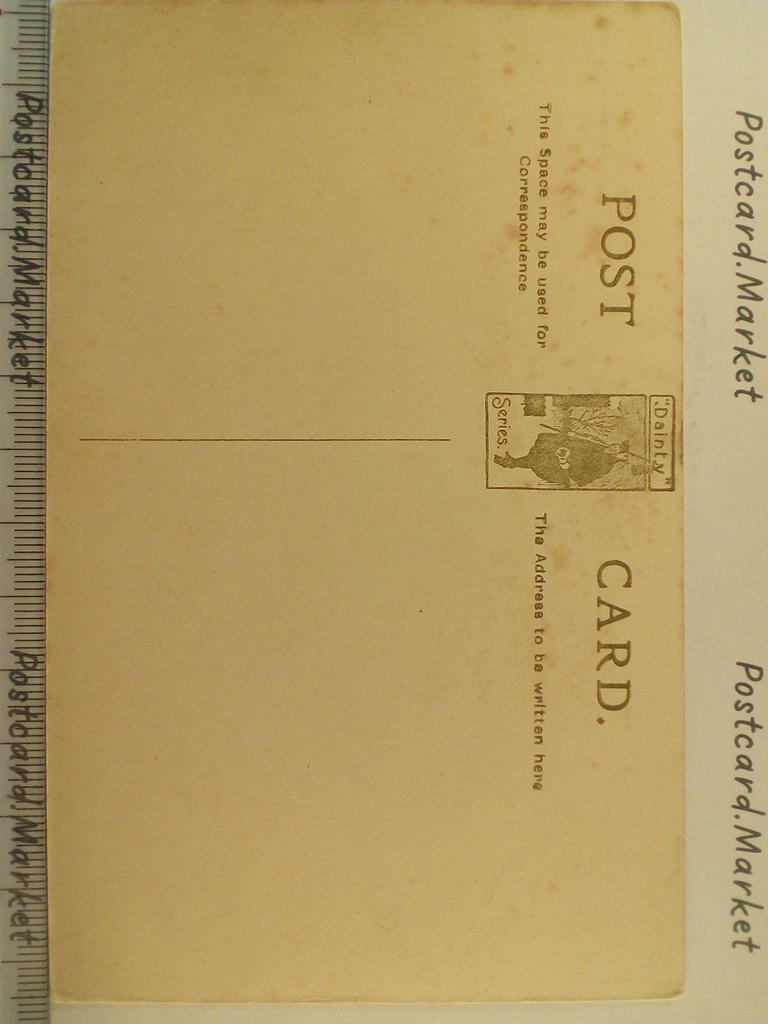 POST CARD.
"Dainty"
Series.
This Space may be used for
Correspondence
The Address to be written here
Postcard.Market
Postcard.Market
Postcard.Market
Postcard.Market